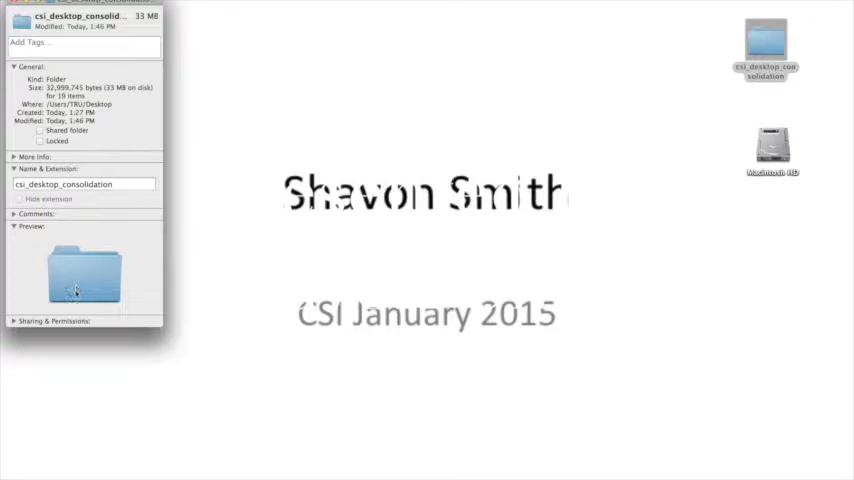 csi_desktop_consolidatio...
csi_desktop_consolid... 33 MB
Modified: Today, 1:46 PM
Add Tags...
General:
Kind: Folder
Size: 32,999,745 bytes (33 MB on disk)
for 19 items
Where: /Users/TRU/Desktop
Created: Today, 1:27 PM
Modified: Today, 1:46 PM
Shared folder
Locked
More Info:
Name & Extension:
csi_desktop_consolidation
Hide extension
Comments:
Preview:
Sharing & Permissions:
Shavon Smith
CSI January 2015
csi_desktop_con
solidation
Macintosh HD